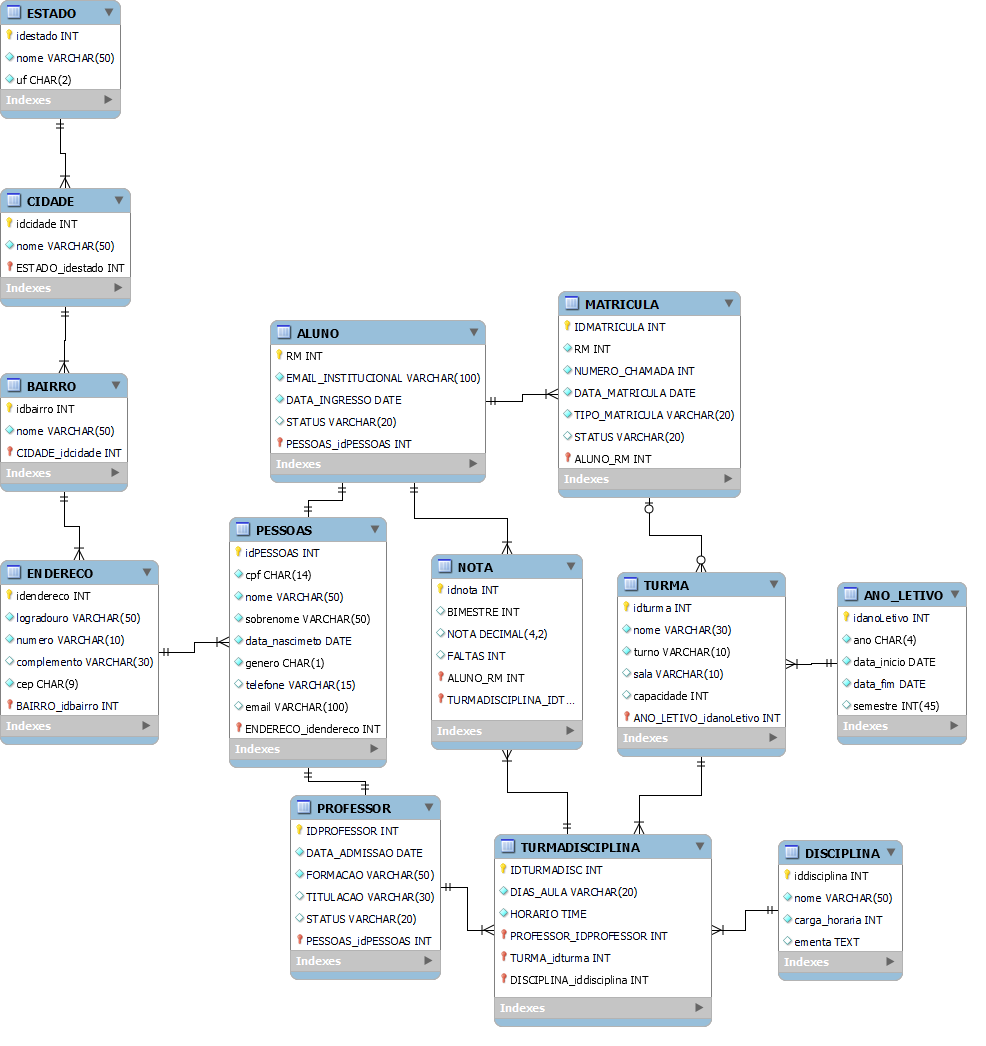 ESTADO
idestado INT
nome VARCHAR(50)
uf CHAR(2)
Indexes
CIDADE
idcidade INT
nome VARCHAR(50)
ESTADO_idestado INT
Indexes
BAIRRO
idbairro INT
nome VARCHAR(50)
CIDADE_idcidade INT
Indexes
ENDERECO
idendereco INT
logradouro VARCHAR(50)
numero VARCHAR(10)
complemento VARCHAR(30)
cep CHAR(9)
BAIRRO_idbairro INT
Indexes
ALUNO
RM INT
EMAIL_INSTITUCIONAL VARCHAR(100)
DATA_INGRESSO DATE
STATUS VARCHAR(20)
PESSOAS_idPESSOAS INT
Indexes
MATRICULA
IDMATRICULA INT
RM INT
NUMERO_CHAMADA INT
DATA_MATRICULA DATE
TIPO_MATRICULA VARCHAR(20)
STATUS VARCHAR(20)
ALUNO_RM INT
Indexes
PESSOAS
idPESSOAS INT
cpf CHAR(14)
nome VARCHAR(50)
sobrenome VARCHAR(50)
data_nascimeto DATE
genero CHAR(1)
telefone VARCHAR(15)
email VARCHAR(100)
ENDERECO_idendereco INT
Indexes
NOTA
idnota INT
BIMESTRE INT
NOTA DECIMAL(4,2)
FALTAS INT
ALUNO_RM INT
TURMADISCIPLINA_IDT...
Indexes
TURMA
idturma INT
nome VARCHAR(30)
turno VARCHAR(10)
sala VARCHAR(10)
capacidade INT
ANO_LETIVO_idanoLetivo INT
Indexes
ANO_LETIVO
idanoLetivo INT
ano CHAR(4)
data_inicio DATE
data_fim DATE
semestre INT(45)
Indexes
PROFESSOR
IDPROFESSOR INT
DATA_ADMISSAO DATE
FORMACAO VARCHAR(50)
TITULACAO VARCHAR(30)
STATUS VARCHAR(20)
PESSOAS_idPESSOAS INT
Indexes
TURMADISCIPLINA
IDTURMADISC INT
DIAS_AULA VARCHAR(20)
HORARIO TIME
PROFESSOR_IDPROFESSOR INT
TURMA_idturma INT
DISCIPLINA_iddisciplina INT
Indexes
DISCIPLINA
iddisciplina INT
nome VARCHAR(50)
carga_horaria INT
ementa TEXT
Indexes